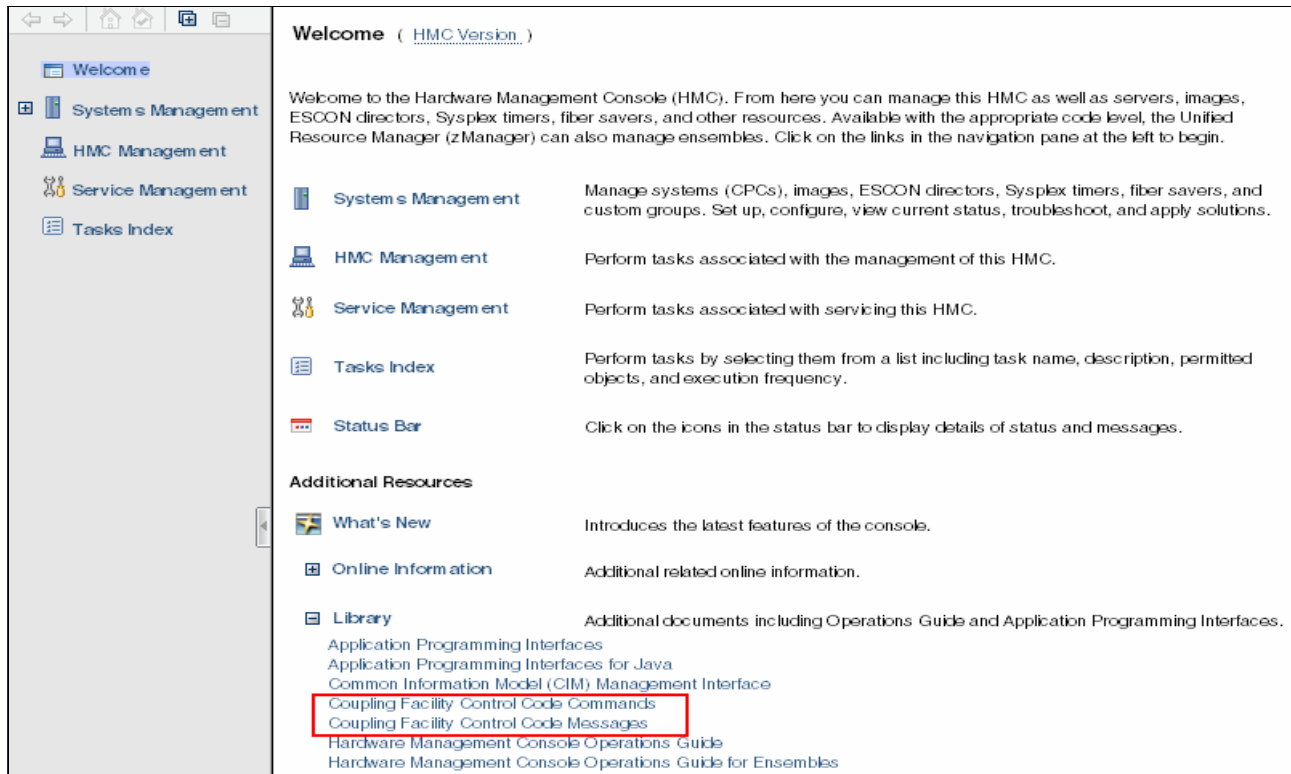 Welcome
Systems Management
HMC Management
Service Management
Tasks Index
Welcome ( HMC Version )
Welcome to the Hardware Management Console (HMC). From here you can manage this HMC as well as servers, images,
ESCON directors, Sysplex timers, fiber savers, and other resources. Available with the appropriate code level, the Unified
Resource Manager (zManager) can also manage ensembles. Click on the links in the navigation pane at the left to begin.
Systems Management
Manage systems (CPCs), images, ESCON directors, Sysplex timers, fiber savers, and
custom groups. Set up, configure, view current status, troubleshoot, and apply solutions.
HMC Management
Perform tasks associated with the management of this HMC.
Service Management
Perform tasks associated with servicing this HMC.
Tasks Index
Perform tasks by selecting them from a list including task name, description, permitted
objects, and execution frequency.
Status Bar
Click on the icons in the status bar to display details of status and messages.
Additional Resources
What's New
Introduces the latest features of the console.
Online Information
Additional related online information.
Library
Additional documents including Operations Guide and Application Programming Interfaces.
Application Programming Interfaces
Application Programming Interfaces for Java
Common Information Model (CIM) Management Interface
Coupling Facility Control Code Commands
Coupling Facility Control Code Messages
Hardware Management Console Operations Guide
Hardware Management Console Operations Guide for Ensembles